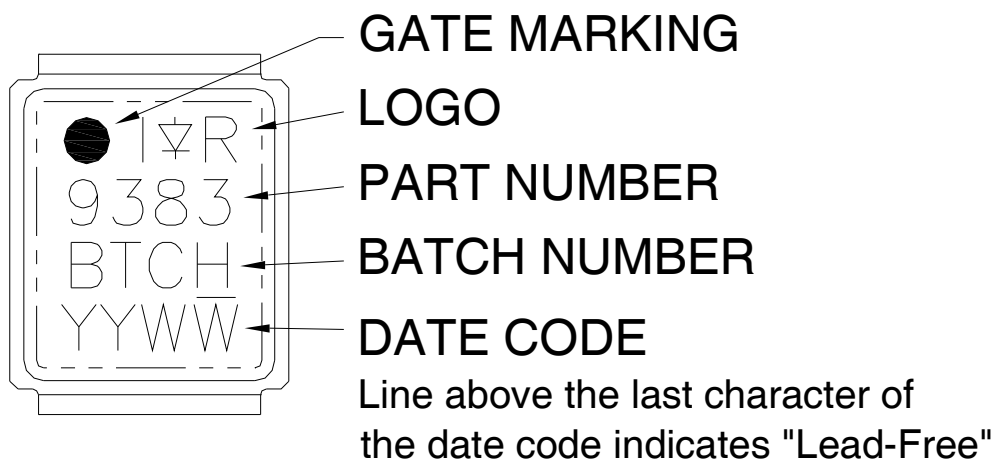 GATE MARKING
I R
LOGO
9383
PART NUMBER
BTCH
BATCH NUMBER
YYWW
DATE CODE
Line above the last character of
the date code indicates "Lead-Free"